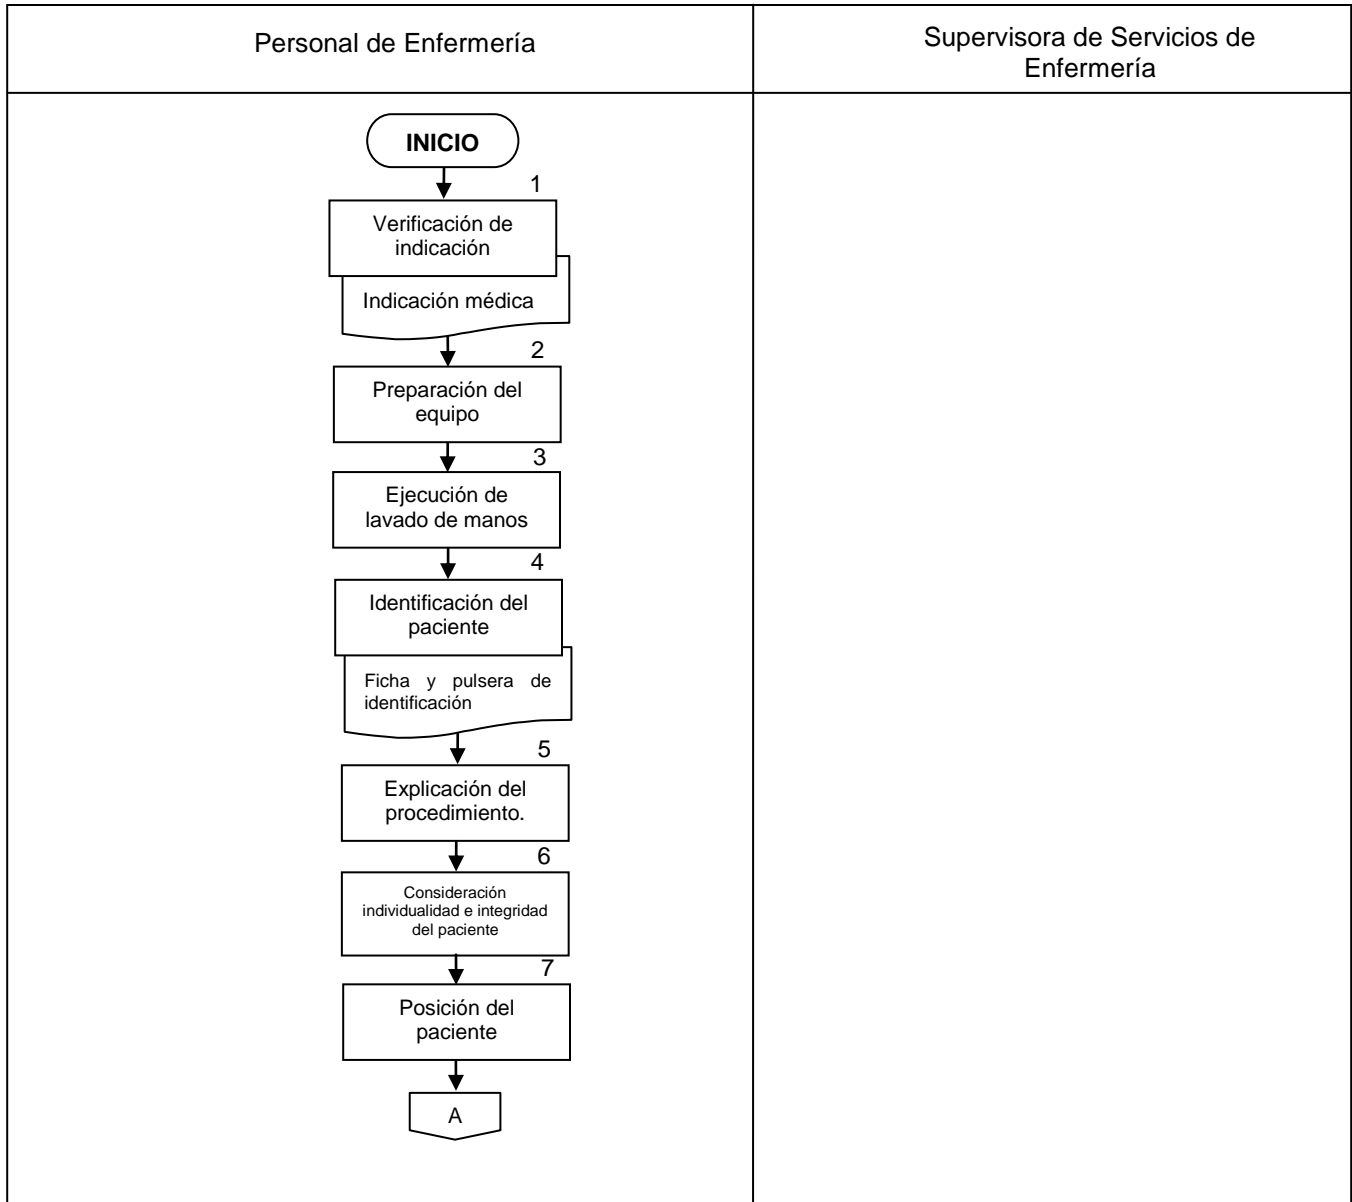 Personal de Enfermería
Supervisora de Servicios de
Enfermería
INICIO
1
Verificación de
indicación
Indicación médica
2
Preparación del
equipo
3
Ejecución de
lavado de manos
4
Identificación del
paciente
Ficha y pulsera de
identificación
5
Explicación del
procedimiento.
6
Consideración
individualidad e integridad
del paciente
7
Posición del
paciente
A